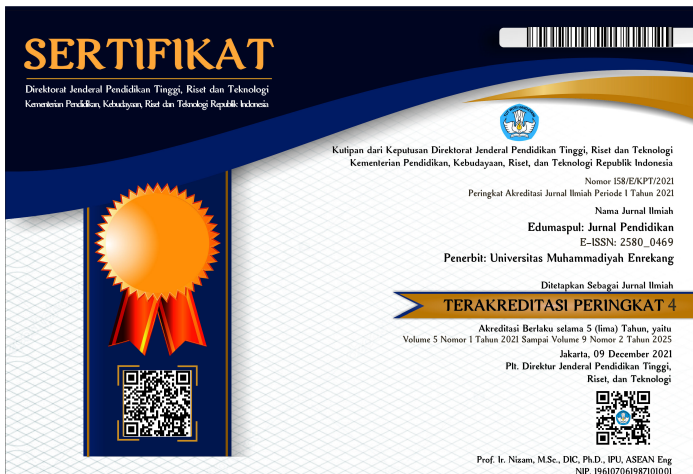 SERTIFIKAT
Direktorat Jenderal Pendidikan Tinggi, Riset dan Teknologi
Kementerian Pendidikan, Kebudayaan, Riset dan Teknologi Republik Indonesia
Kutipan dari Keputusan Direktorat Jenderal Pendidikan Tinggi, Riset dan Teknologi
Kementerian Pendidikan, Kebudayaan, Riset, dan Teknologi Republik Indonesia
Nomor 158/E/KPT/2021
Peringkat Akreditasi Jurnal Ilmiah Periode I Tahun 2021
Nama Jurnal Ilmiah
Edumaspul: Jurnal Pendidikan
E-ISSN: 2580_0469
Penerbit: Universitas Muhammadiyah Enrekang
Ditetapkan Sebagai Jurnal Ilmiah
TERAKREDITASI PERINGKAT 4
Akreditasi Berlaku selama 5 (lima) Tahun, yaitu
Volume 5 Nomor 1 Tahun 2021 Sampai Volume 9 Nomor 2 Tahun 2025
Jakarta, 09 December 2021
Plt. Direktur Jenderal Pendidikan Tinggi,
Riset, dan Teknologi
Prof. Ir. Nizam, M.Sc., DIC, Ph.D., IPU, ASEAN Eng
NIP. 196107061987101001